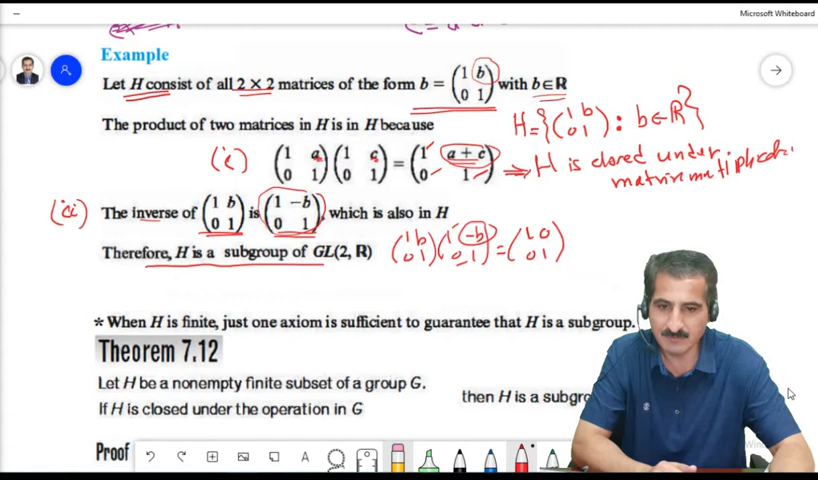 Microsoft Whiteboard
Example
Let H consist of all 2 × 2 matrices of the form b = (1 b 0 1) with b∈ℝ
H = {(1 b 0 1) : b∈ℝ}
The product of two matrices in H is in H because
(i) (1 a 0 1)(1 c 0 1) = (1 a + c 0 1) ⇒ H is closed under
matrix
(ii) The inverse of (1 b 0 1) is (1 −b 0 1), which is also in H
Therefore, H is a subgroup of GL(2, ℝ) (1 b 0 1)(1 -b 0 1) = (1 0 0 1)
* When H is finite, just one axiom is sufficient to guarantee that H is a subgroup.
Theorem 7.12
Let H be a nonempty finite subset of a group G.
If H is closed under the operation in G then H is a
Proof